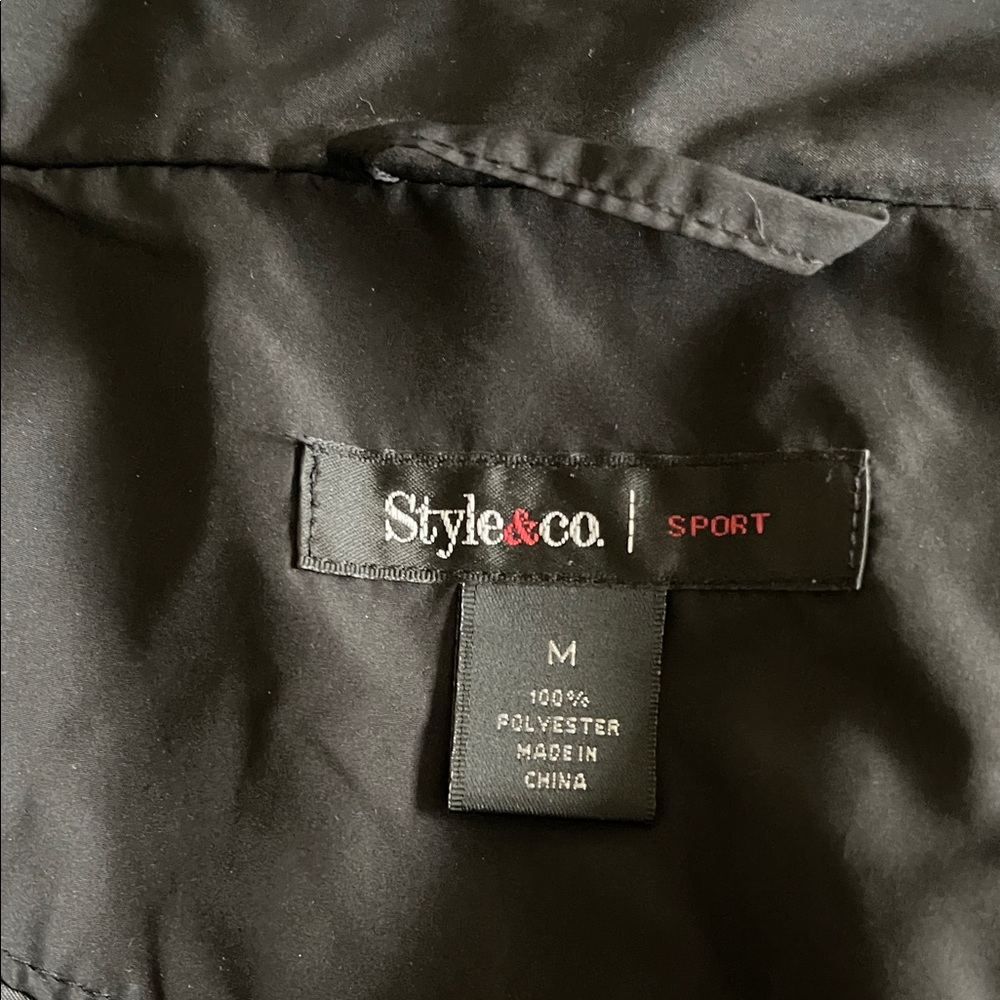 Style&co. | SPORT
M
100%
POLYESTER
MADE IN
CHINA